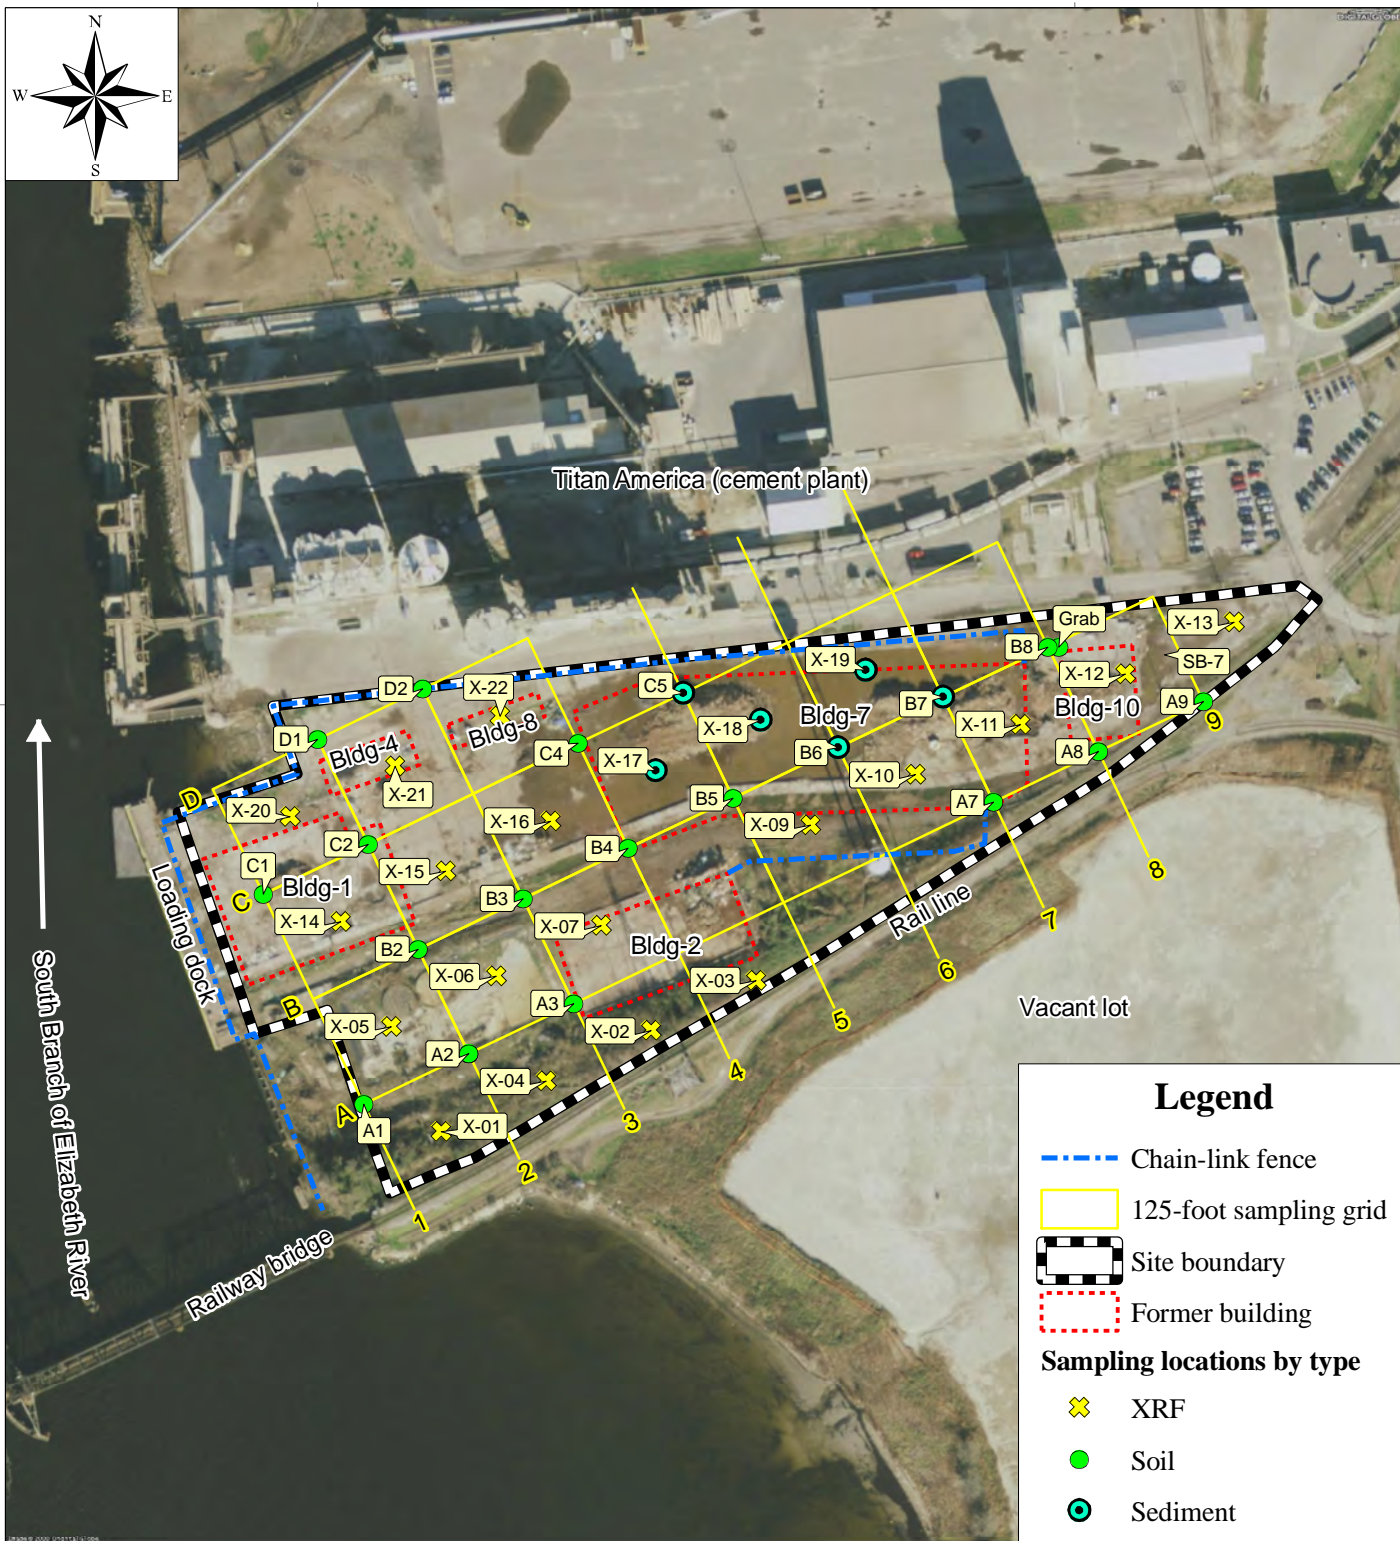 DIGITALGLOBE
N
W
E
S
Titan America (cement plant)
Grab
X-13
B8
X-19
X-12
SB-7
C5
D2
X-22
B7
A9
X-18
Bldg-7
X-11
Bldg-10
9
D1
Bldg-4
Bldg-8
C4
B6
A8
X-17
X-10
D
X-21
X-20
B5
A7
X-16
X-09
8
C2
B4
C1
Bldg-1
X-15
C
B3
Rail line
7
X-14
X-07
Loading dock
B2
Bldg-2
X-06
X-03
6
B
A3
Vacant lot
X-05
X-02
5
A2
X-04
4
A
A1
X-01
3
2
1
South Branch of Elizabeth River
Railway bridge
Legend
Chain-link fence
125-foot sampling grid
Site boundary
Former building
Sampling locations by type
XRF
Soil
Sediment